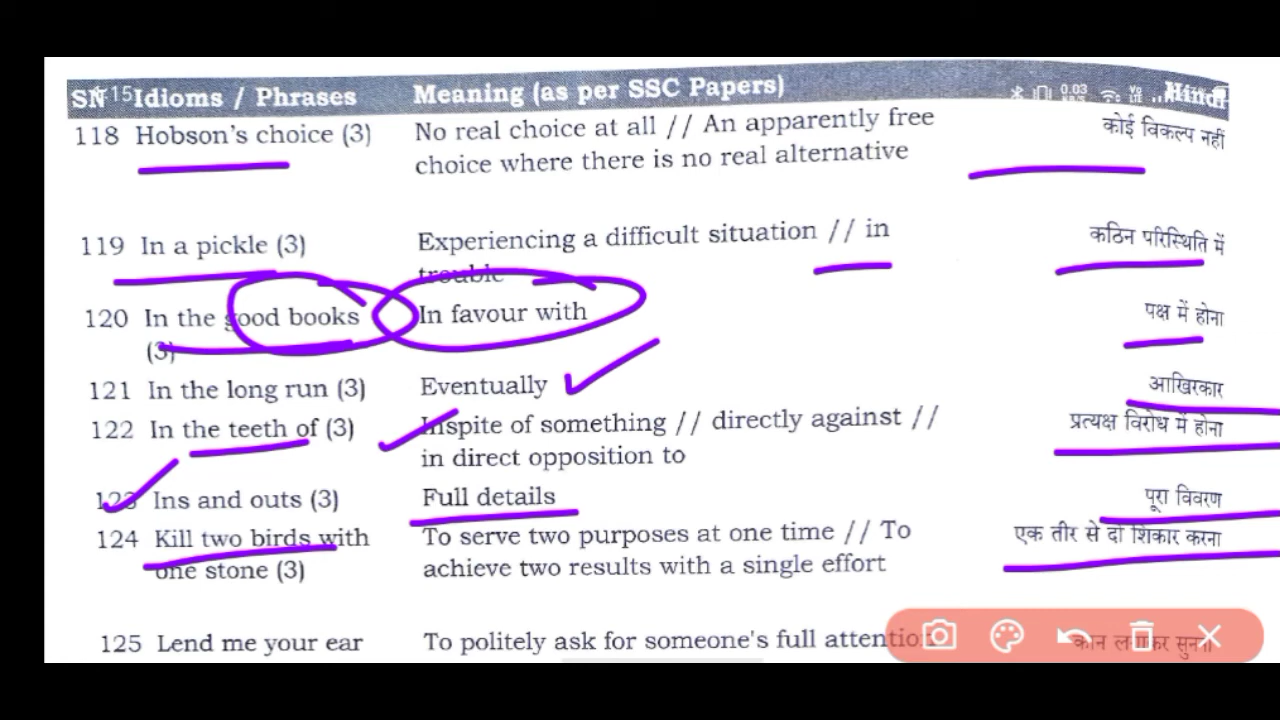 SN Idioms / Phrases Meaning (as per SSC Papers) Hindi
118 Hobson's choice (3) No real choice at all // An apparently free कोई विकल्प नहीं
choice where there is no real alternative
119 In a pickle (3) Experiencing a difficult situation // in कठिन परिस्थिति में
trouble
120 In the good books In favour with पक्ष में होना
(3)
121 In the long run (3) Eventually आखिरकार
122 In the teeth of (3) Inspite of something // directly against // प्रत्यक्ष विरोध में होना
in direct opposition to
123 Ins and outs (3) Full details पूरा विवरण
124 Kill two birds with To serve two purposes at one time // To एक तीर से दो शिकार करना
one stone (3) achieve two results with a single effort
125 Lend me your ear To politely ask for someone's full attention कान लगाकर सुनना